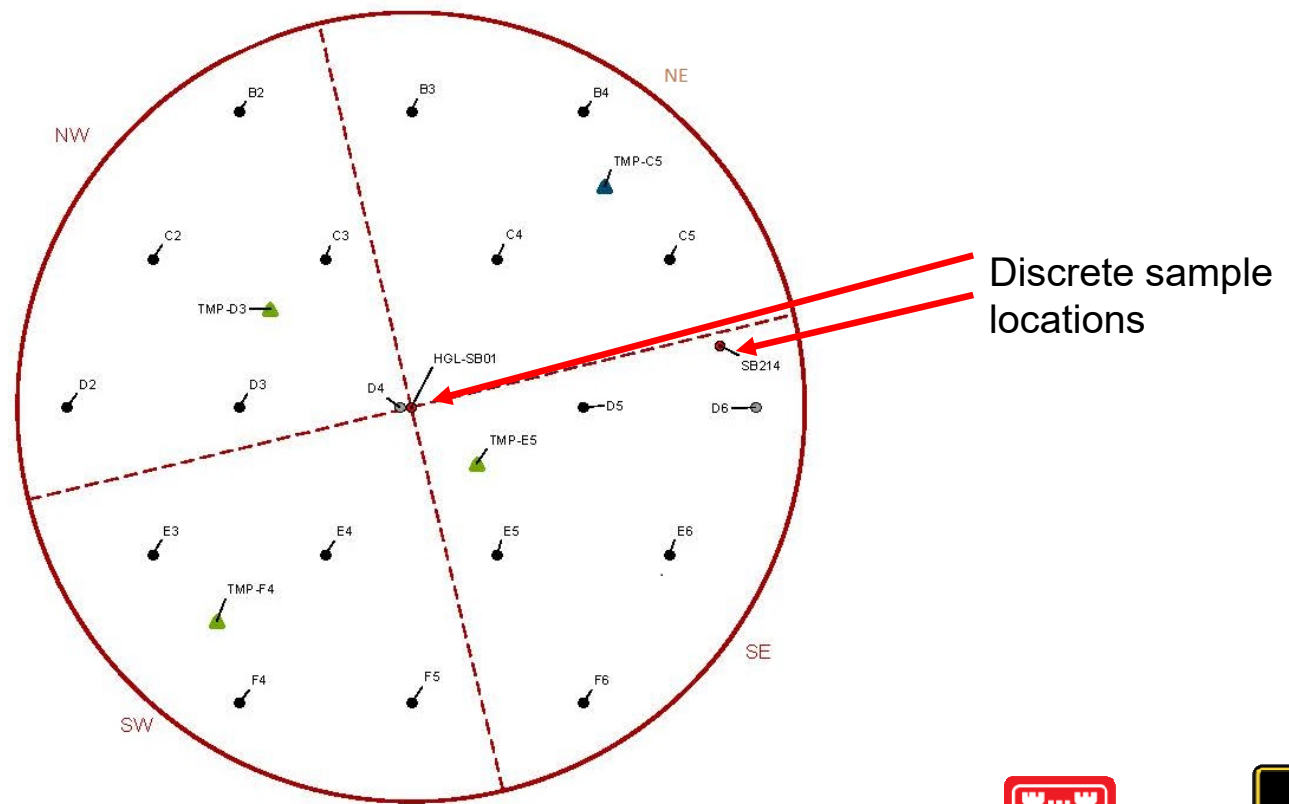 NE
B2
B3
B4
NW
TMP-C5
C2
C3
C4
C5
TMP-D3
Discrete sample
locations
HGL-SB01
SB214
D2
D3
D4
D5
D6
TMP-E5
E3
E4
E5
E6
TMP-F4
SE
F4
F5
F6
SW